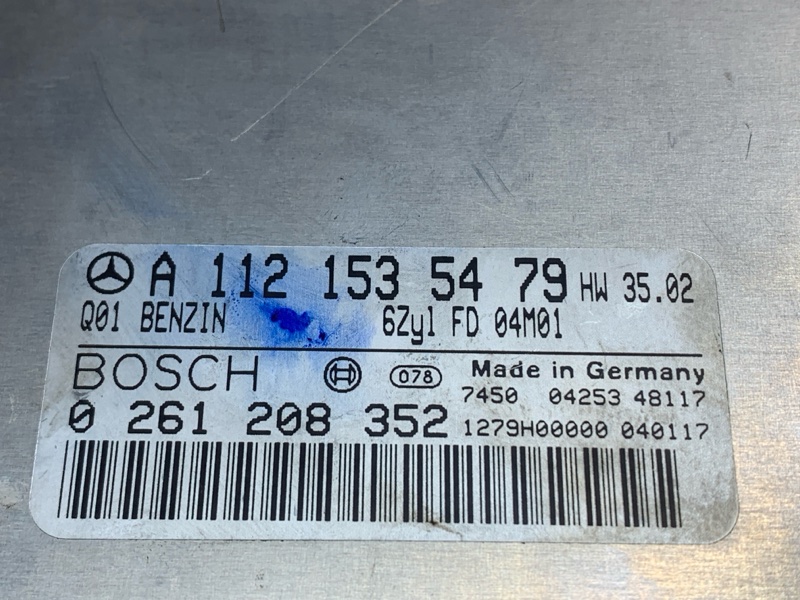 A 112 153 54 79 HW 35.02
Q01 BENZIN 6Zyl FD 04M01
BOSCH 078 Made in Germany
7450 04253 48117
0 261 208 352 1279H00000 040117